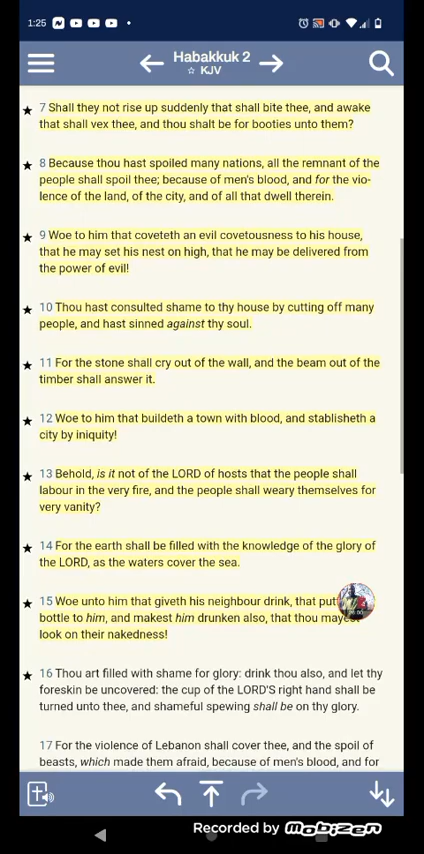 1:25
Habakkuk 2
☆ KJV
7 Shall they not rise up suddenly that shall bite thee, and awake
that shall vex thee, and thou shalt be for booties unto them?
8 Because thou hast spoiled many nations, all the remnant of the
people shall spoil thee; because of men's blood, and for the vio-
lence of the land, of the city, and of all that dwell therein.
9 Woe to him that coveteth an evil covetousness to his house,
that he may set his nest on high, that he may be delivered from
the power of evil!
10 Thou hast consulted shame to thy house by cutting off many
people, and hast sinned against thy soul.
11 For the stone shall cry out of the wall, and the beam out of the
timber shall answer it.
12 Woe to him that buildeth a town with blood, and stablisheth a
city by iniquity!
13 Behold, is it not of the LORD of hosts that the people shall
labour in the very fire, and the people shall weary themselves for
very vanity?
14 For the earth shall be filled with the knowledge of the glory of
the LORD, as the waters cover the sea.
15 Woe unto him that giveth his neighbour drink, that put
bottle to him, and makest him drunken also, that thou mayest
look on their nakedness!
16 Thou art filled with shame for glory: drink thou also, and let thy
foreskin be uncovered: the cup of the LORD'S right hand shall be
turned unto thee, and shameful spewing shall be on thy glory.
17 For the violence of Lebanon shall cover thee, and the spoil of
beasts, which made them afraid, because of men's blood, and for
Recorded by Mobizen